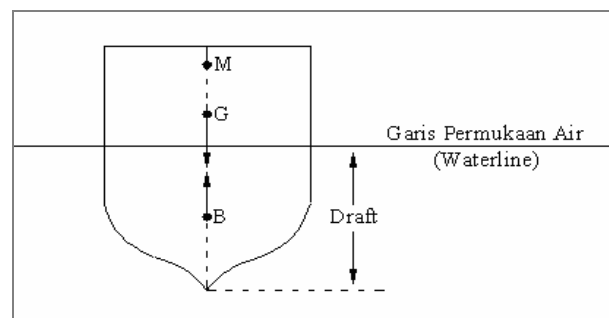 M
G
Garis Permukaan Air
(Waterline)
B
Draft